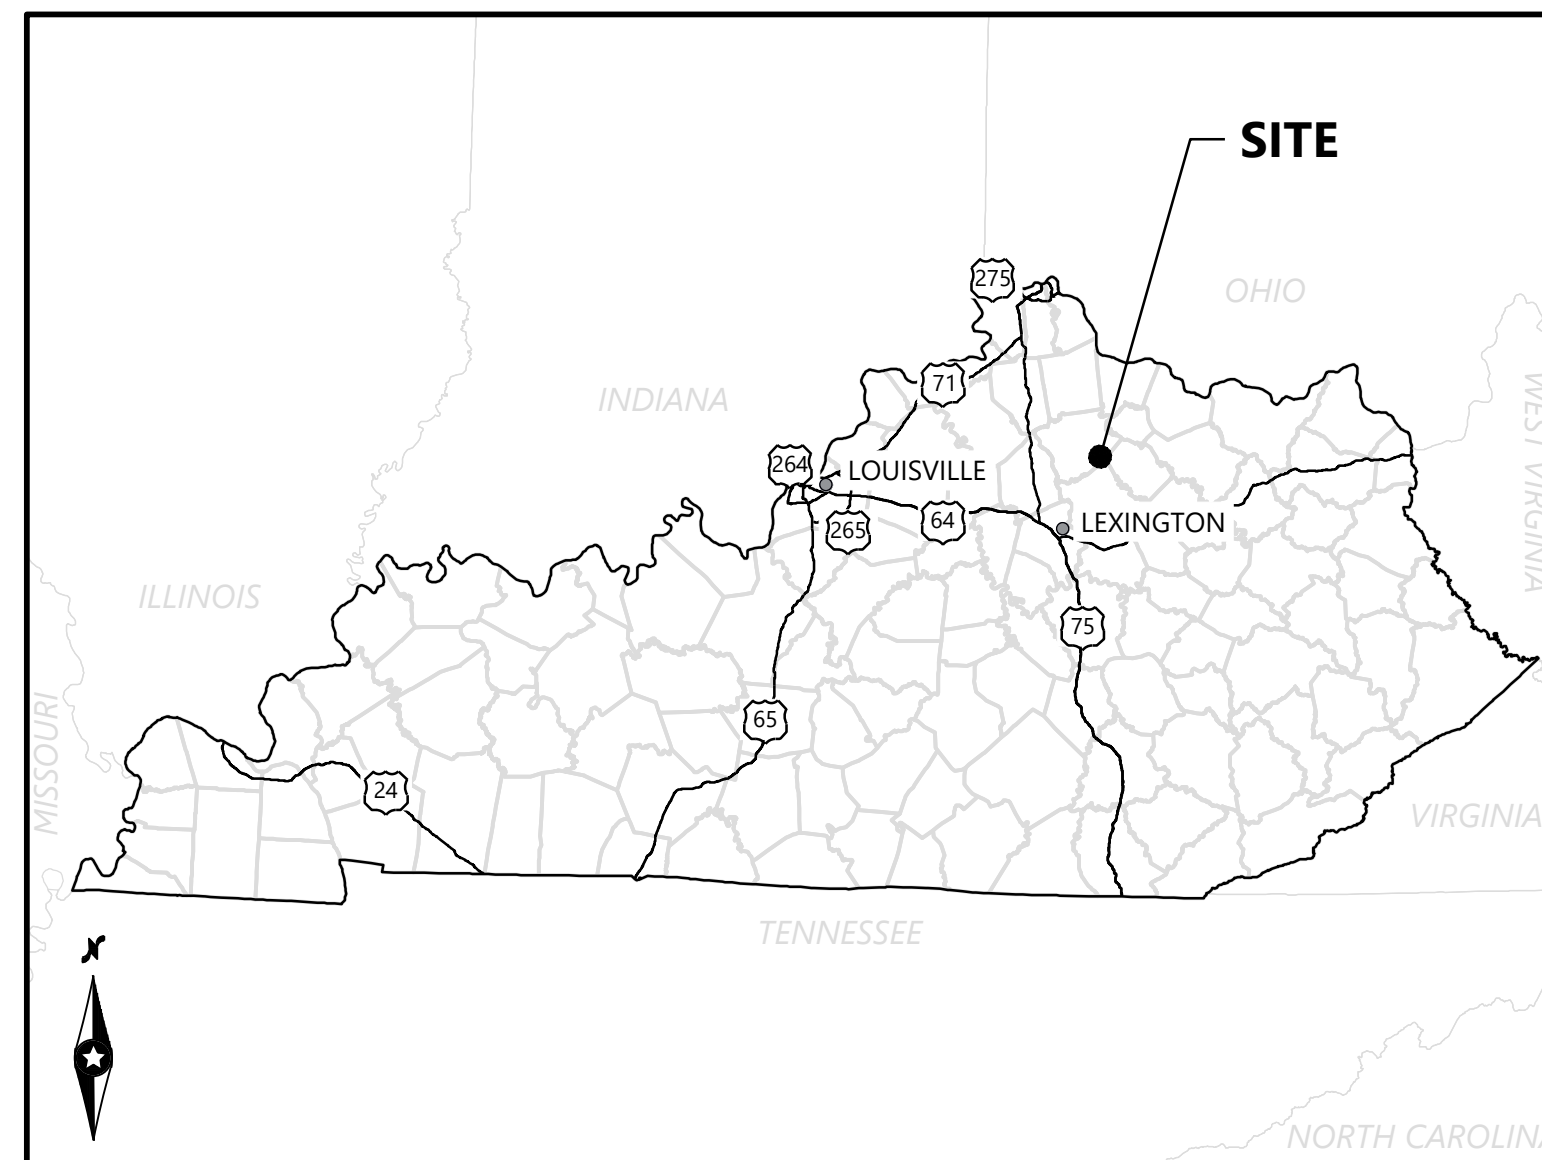 SITE
275
OHIO
71
INDIANA
WEST VIRGINIA
264
LOUISVILLE
265
64
LEXINGTON
ILLINOIS
75
MISSOURI
65
24
VIRGINIA
TENNESSEE
N
NORTH CAROLINA